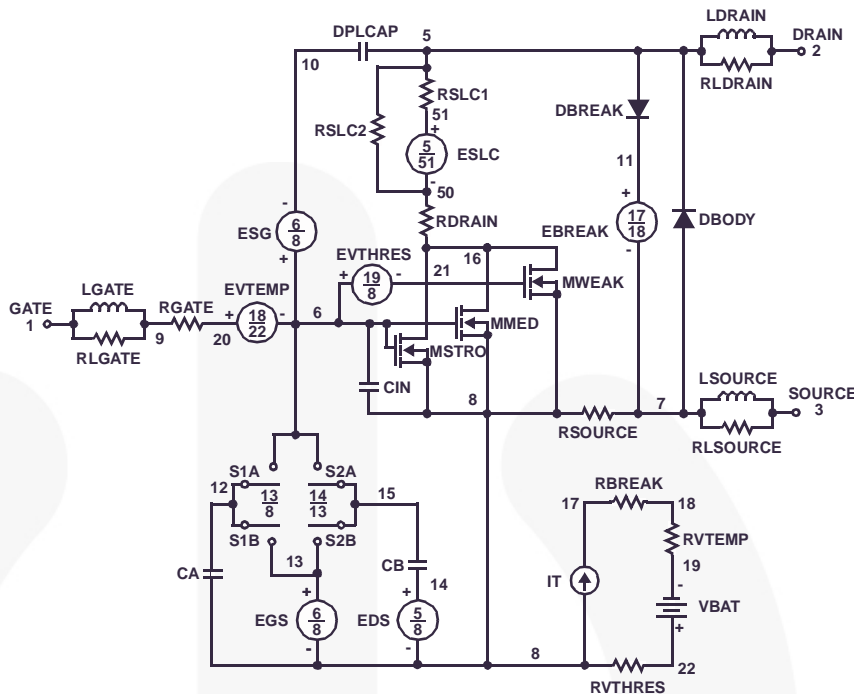 LDRAIN
DPLCAP 5 DRAIN
10 2
RLDRAIN
RSLC1
51
RSLC2
DBREAK
+
5
51
ESLC
-
50
11
-
ESG
6
8
+
RDRAIN
+
EBREAK
17
18
-
DBODY
EVTHRES
+ 19 - 21
8
16
MWEAK
LGATE
GATE
1
RGATE
EVTEMP
+ 18 -
22
6
MMED
9 20
RLGATE
MSTRO
CIN
8
LSOURCE
7
SOURCE
3
RSOURCE
RLSOURCE
S1A S2A
12
13
8
14
13
15
S1B S2B
RBREAK
17 18
RVTEMP
13
CA
CB
14
19
IT
-
VBAT
+
+
EGS
6
8
-
+
EDS
5
8
-
8
22
RVTHRES